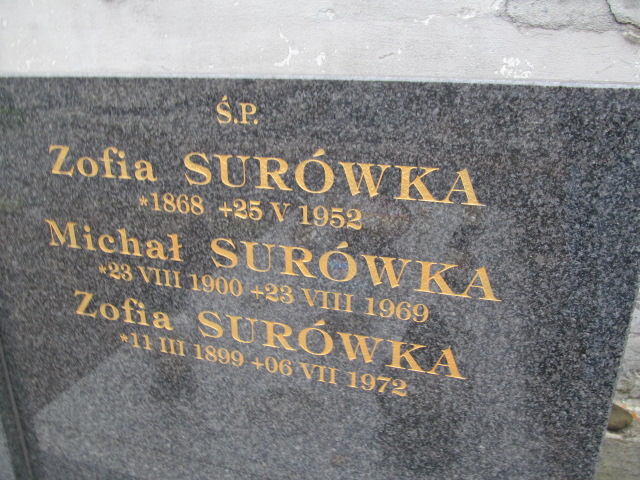 Ś.P.
Zofia SURÓWKA
*1868 +25 V 1952
Michał SURÓWKA
*23 VIII 1900 +23 VIII 1969
Zofia SURÓWKA
*11 III 1899 +06 VII 1972